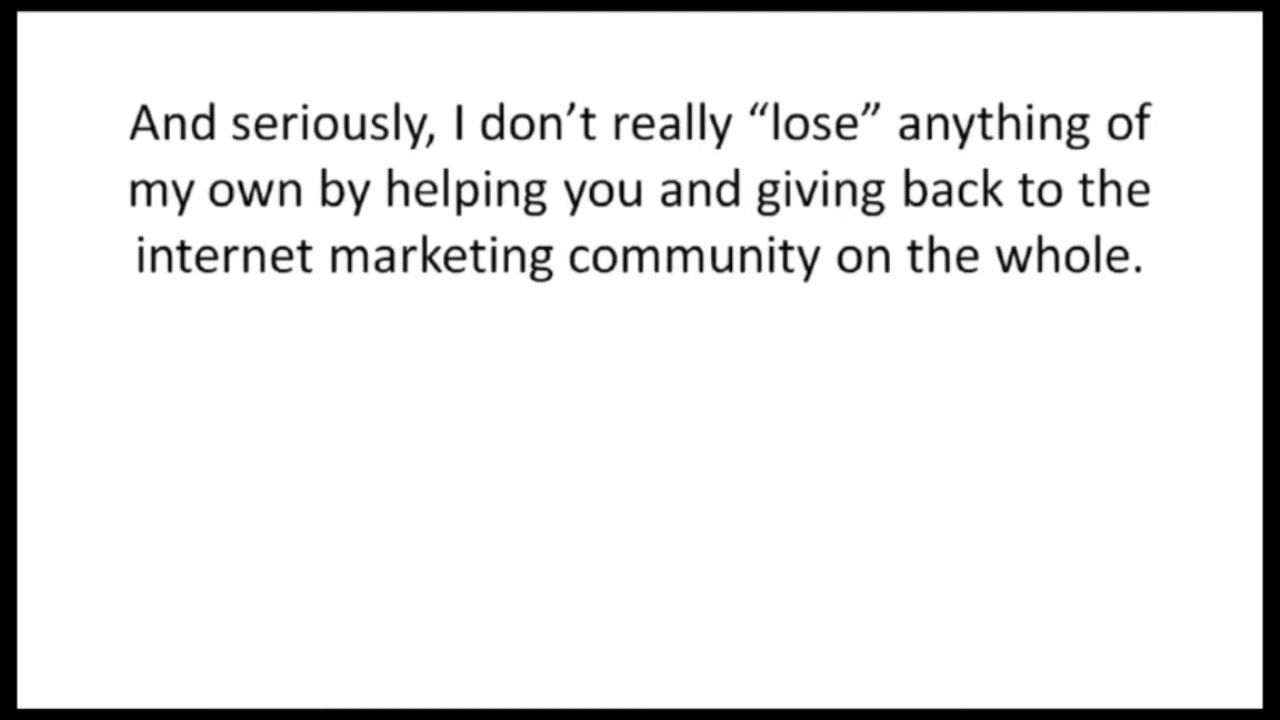 And seriously, I don’t really “lose” anything of
my own by helping you and giving back to the
internet marketing community on the whole.